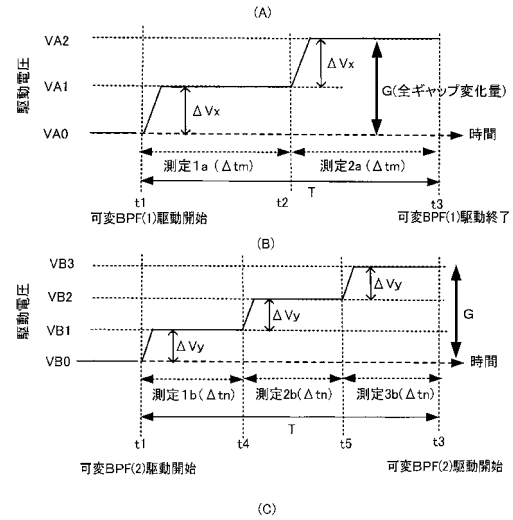 (A)
駆動電圧
VA2
VA1
VA0
ΔVx
ΔVx
G(全ギャップ変化量)
時間
測定1a(Δtm)
測定2a(Δtm)
T
t1
t2
t3
可変BPF(1)駆動開始
可変BPF(1)駆動終了
(B)
駆動電圧
VB3
VB2
VB1
VB0
ΔVy
ΔVy
ΔVy
G
時間
測定1b(Δtn)
測定2b(Δtn)
測定3b(Δtn)
T
t1
t4
t5
t3
可変BPF(2)駆動開始
可変BPF(2)駆動開始
(C)